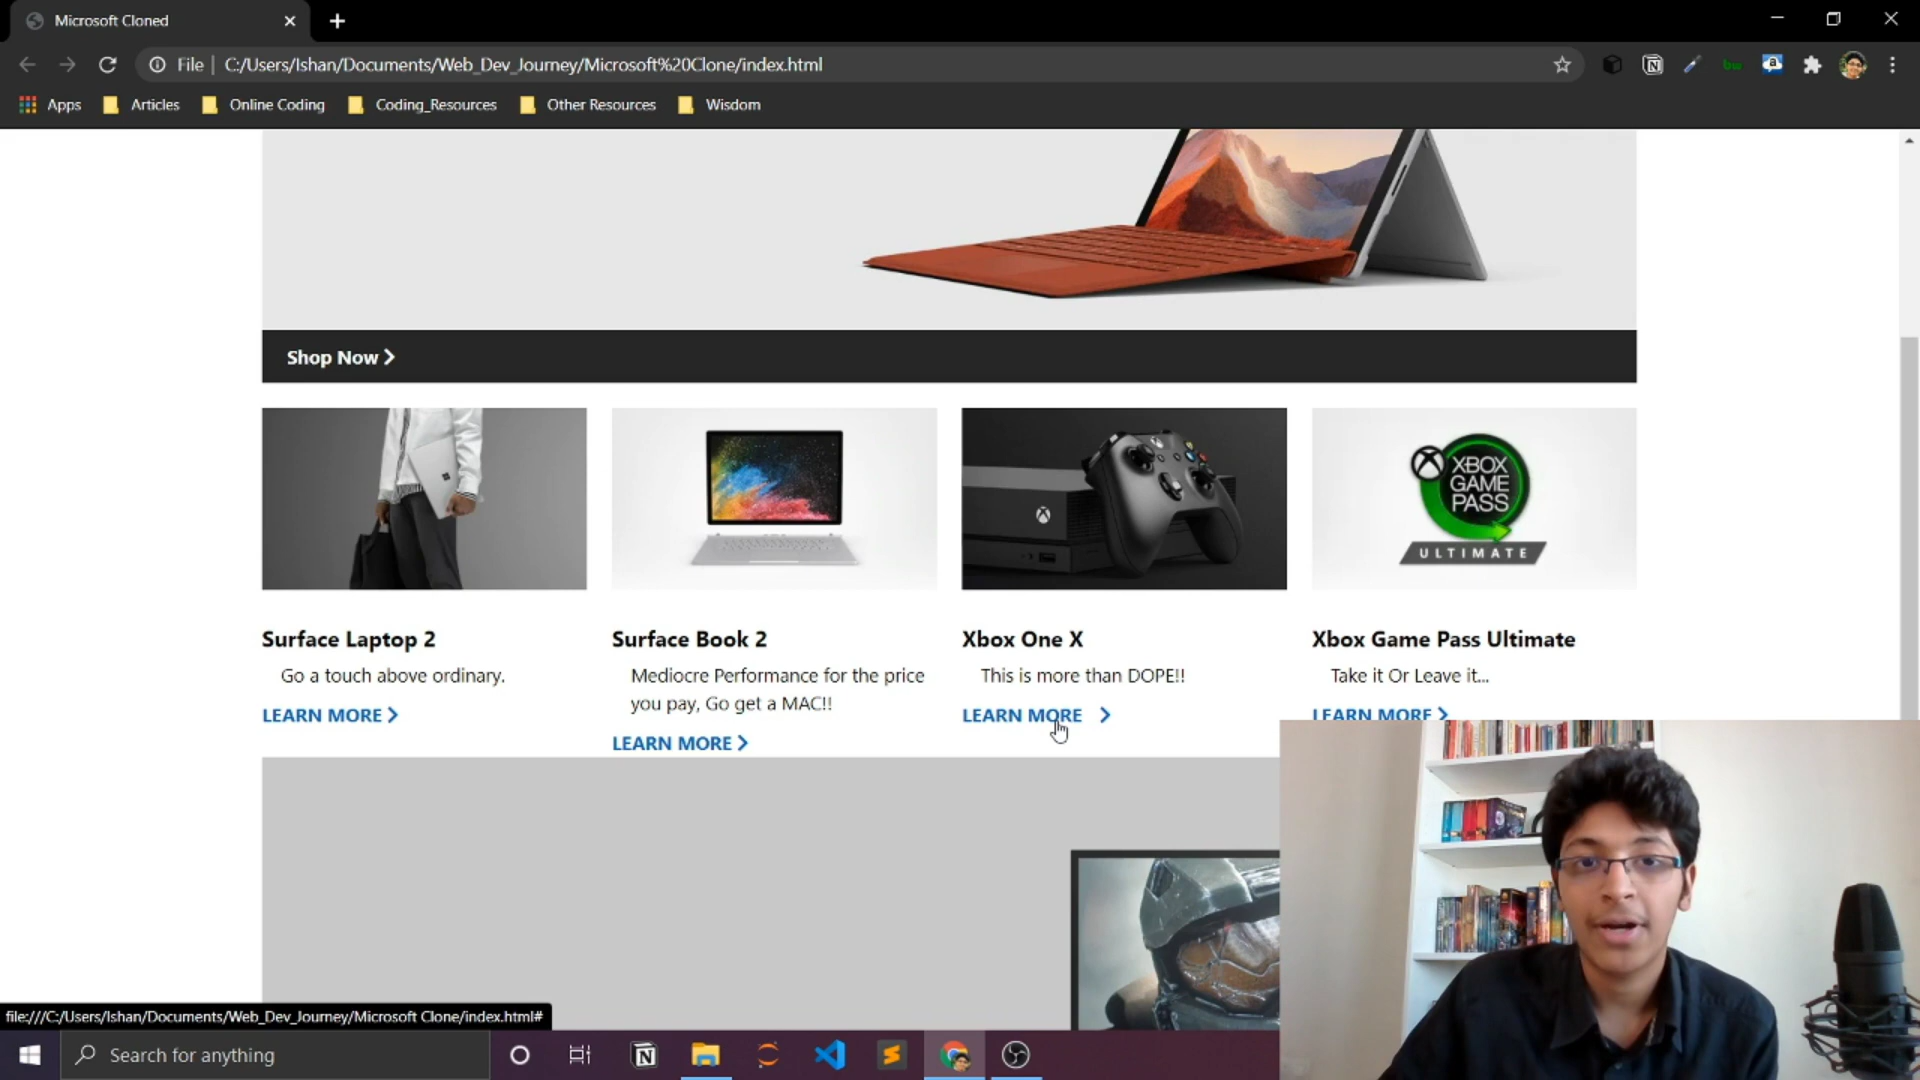 Microsoft Cloned
File
C:/Users/Ishan/Documents/Web_Dev_Journey/Microsoft%20Clone/index.html
Apps
Articles
Online Coding
Coding_Resources
Other Resources
Wisdom
Shop Now
XBOX
GAME
PASS
ULTIMATE
Surface Laptop 2
Go a touch above ordinary.
LEARN MORE
Surface Book 2
Mediocre Performance for the price
you pay, Go get a MAC!!
LEARN MORE
Xbox One X
This is more than DOPE!!
LEARN MORE
Xbox Game Pass Ultimate
Take it Or Leave it...
LEARN MORE
file:///C:/Users/Ishan/Documents/Web_Dev_Journey/Microsoft Clone/index.html#
Search for anything